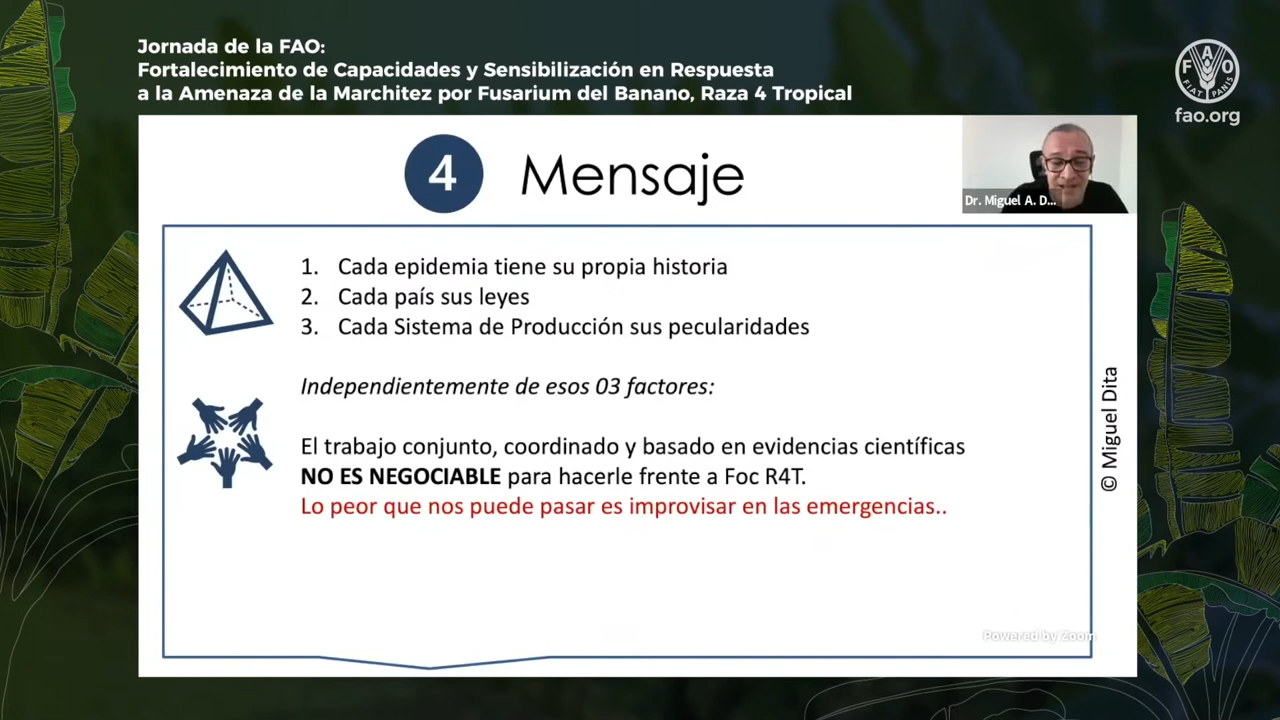 Jornada de la FAO:
Fortalecimiento de Capacidades y Sensibilización en Respuesta
a la Amenaza de la Marchitez por Fusarium del Banano, Raza 4 Tropical
F A O
FIAT PANIS
fao.org
4 Mensaje
Dr. Miguel A. D...
1. Cada epidemia tiene su propia historia
2. Cada país sus leyes
3. Cada Sistema de Producción sus pecularidades
Independientemente de esos 03 factores:
El trabajo conjunto, coordinado y basado en evidencias científicas
NO ES NEGOCIABLE para hacerle frente a Foc R4T.
Lo peor que nos puede pasar es improvisar en las emergencias..
© Miguel Dita
Powered by Zoom